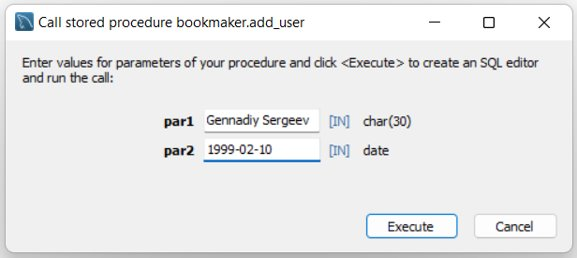 Call stored procedure bookmaker.add_user
Enter values for parameters of your procedure and click <Execute> to create an SQL editor
and run the call:
par1 Gennadiy Sergeev [IN] char(30)
par2 1999-02-10 [IN] date
Execute Cancel